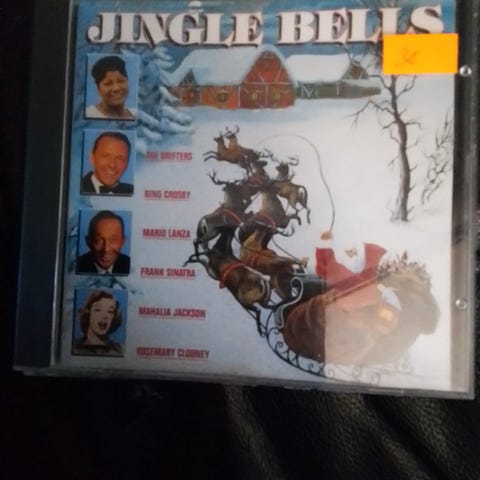 JINGLE BELLS
THE DRIFTERS
BING CROSBY
MARIO LANZA
FRANK SINATRA
MAHALIA JACKSON
ROSEMARY CLOONEY